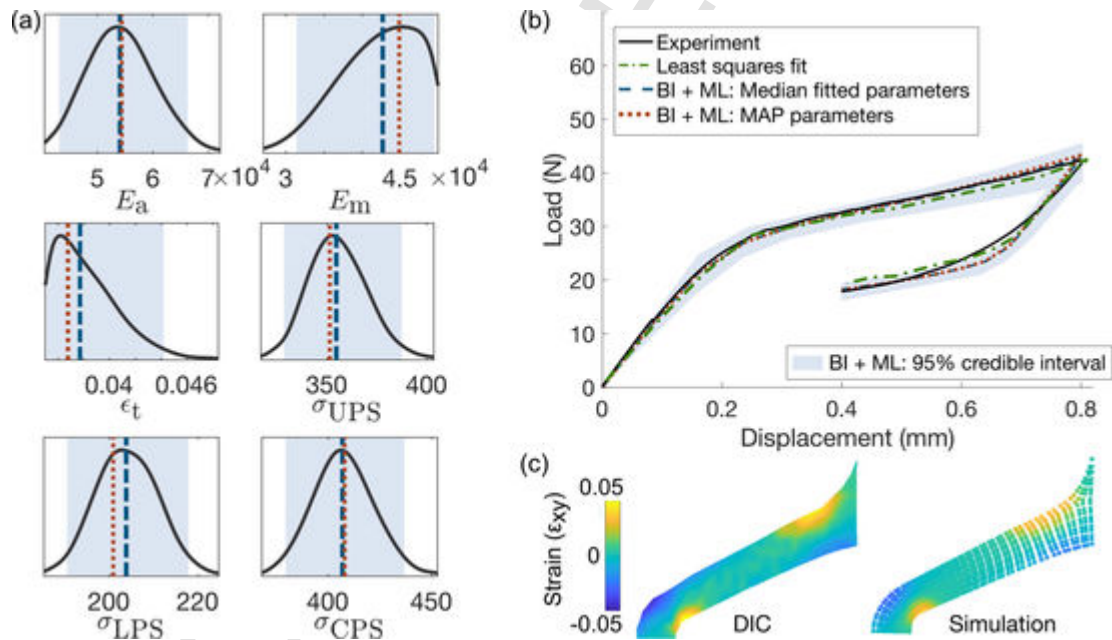 (a)
5 6 7×10⁴
E_a
3 4.5 ×10⁴
E_m
0.04 0.046
ϵ_t
350 400
σ_UPS
200 220
σ_LPS
400 450
σ_CPS
(b)
Experiment
Least squares fit
BI + ML: Median fitted parameters
BI + ML: MAP parameters
60
50
40
30
20
10
0
Load (N)
BI + ML: 95% credible interval
0 0.2 0.4 0.6 0.8
Displacement (mm)
(c)
0.05
0
-0.05
Strain (ε_xy)
DIC
Simulation